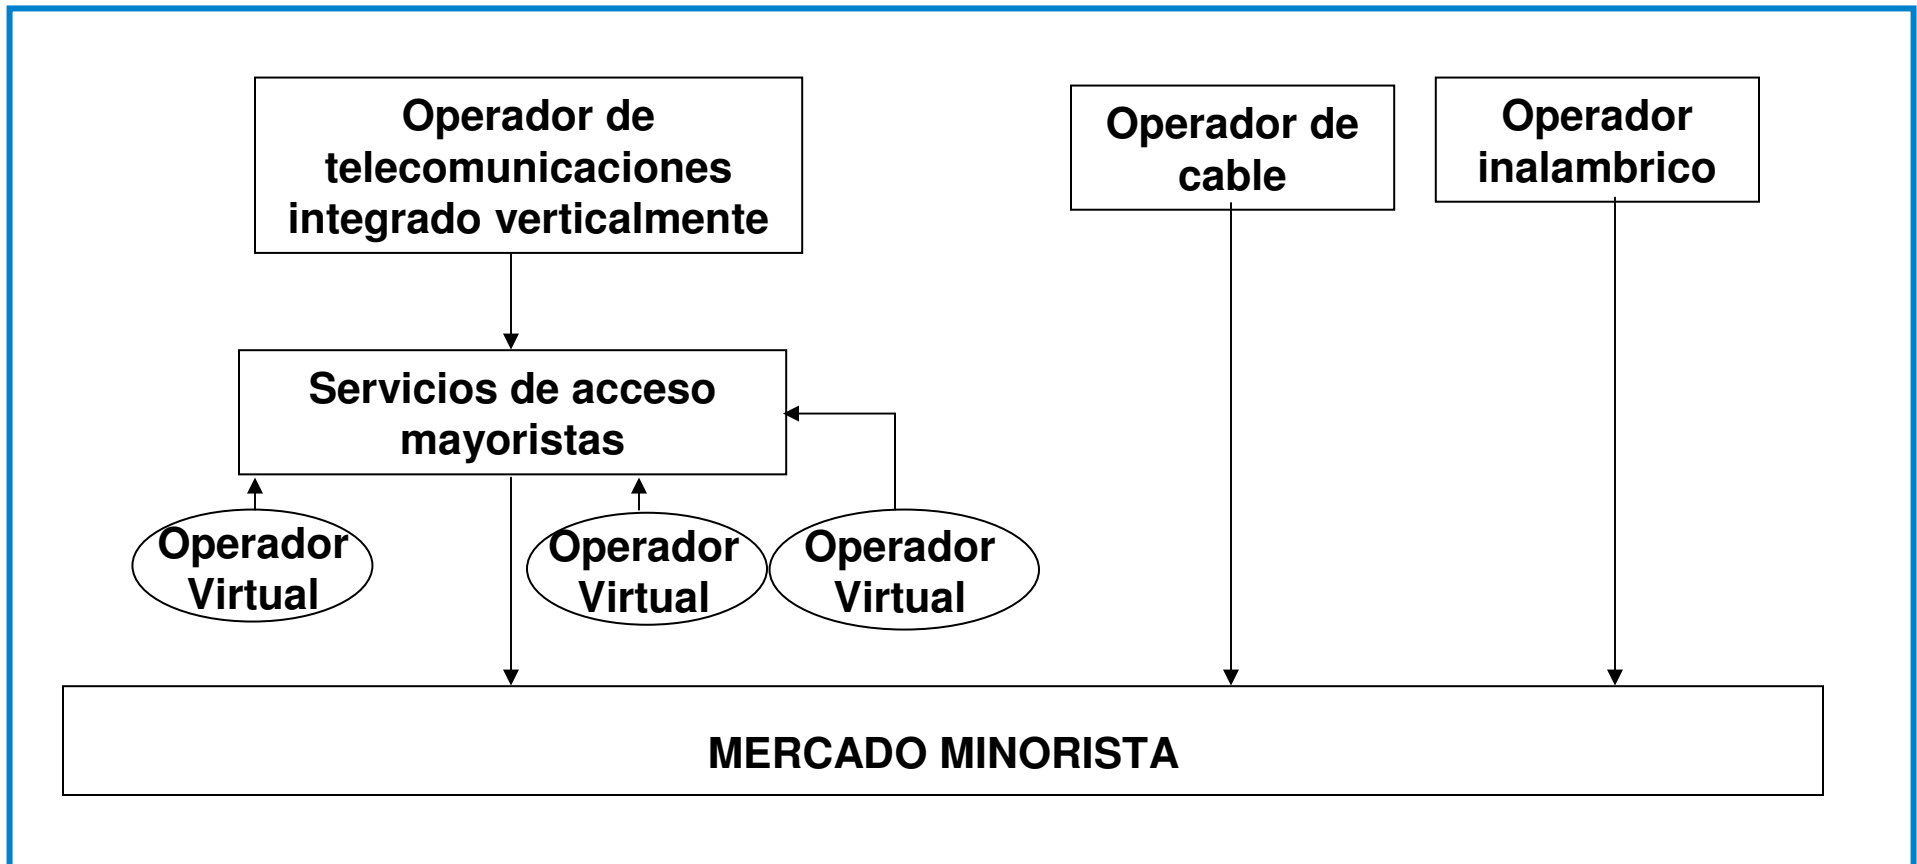 Operador de
telecomunicaciones
integrado verticalmente
Operador de
cable
Operador
inalambrico
Servicios de acceso
mayoristas
Operador
Virtual
Operador
Virtual
Operador
Virtual
MERCADO MINORISTA